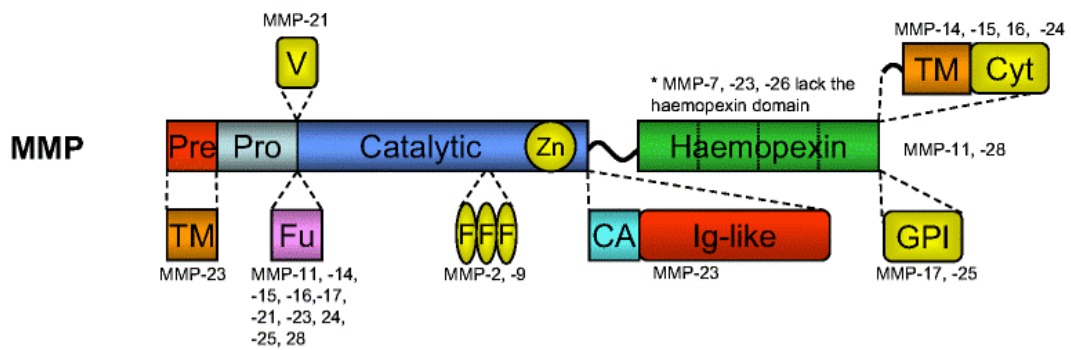 MMP-21
V
MMP-14, -15, 16, -24
TM Cyt
* MMP-7, -23, -26 lack the
haemopexin domain
MMP
Pre Pro Catalytic Zn Haemopexin
MMP-11, -28
TM Fu F F F CA Ig-like GPI
MMP-23
MMP-11, -14,
-15, -16,-17,
-21, -23, 24,
-25, 28
MMP-2, -9
MMP-23
MMP-17, -25